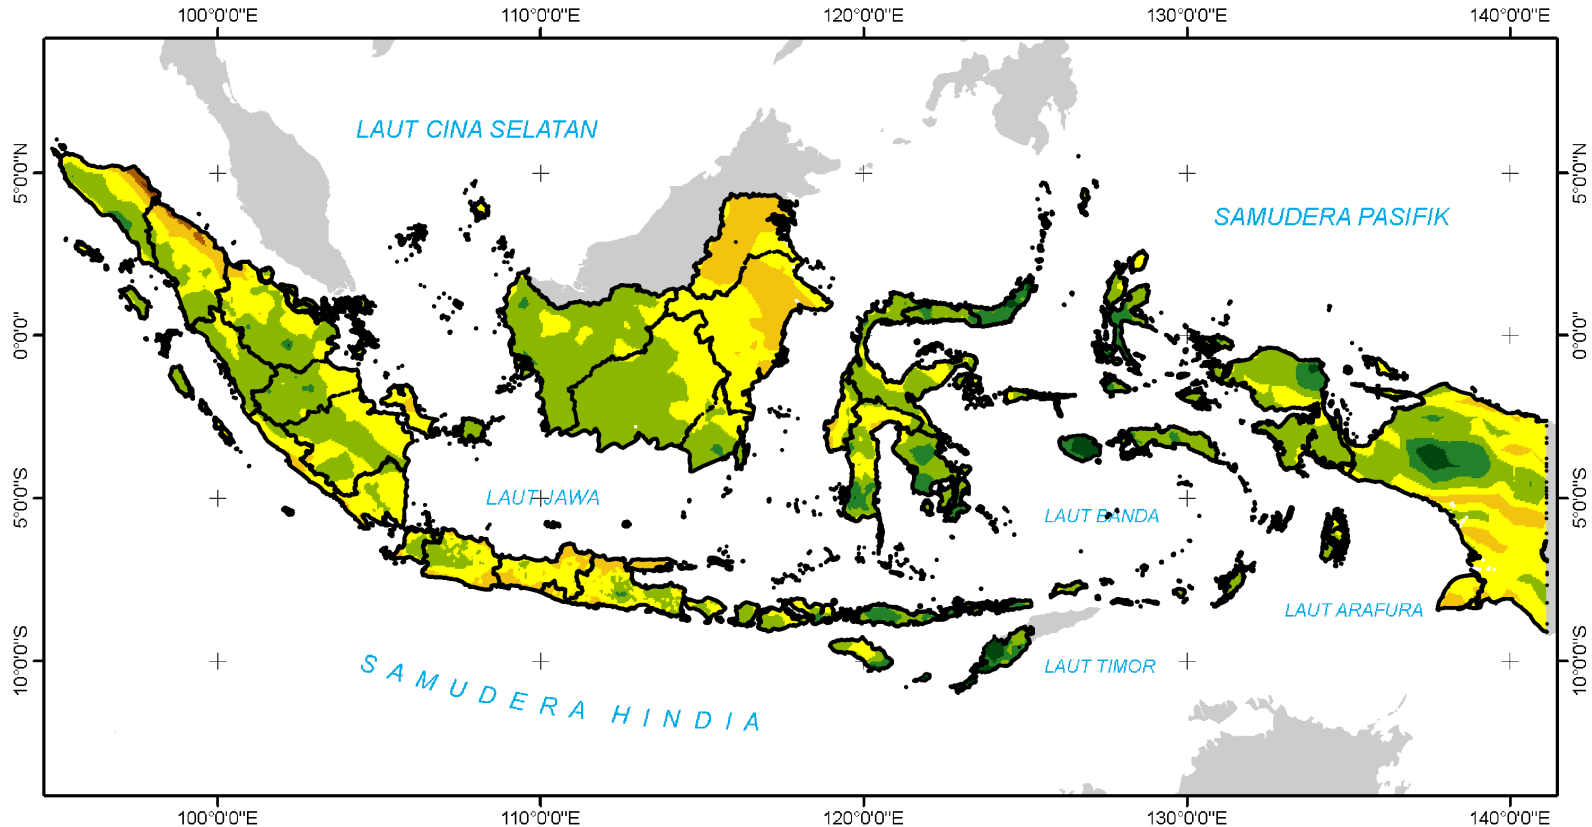 100°0'0"E 110°0'0"E 120°0'0"E 130°0'0"E 140°0'0"E
LAUT CINA SELATAN
5°0'0"N 5°0'0"N
SAMUDERA PASIFIK
0°0'0" 0°0'0"
5°0'0"S LAUT JAWA 5°0'0"S
LAUT BANDA
LAUT ARAFURA
10°0'0"S LAUT TIMOR 10°0'0"S
SAMUDERA HINDIA
100°0'0"E 110°0'0"E 120°0'0"E 130°0'0"E 140°0'0"E